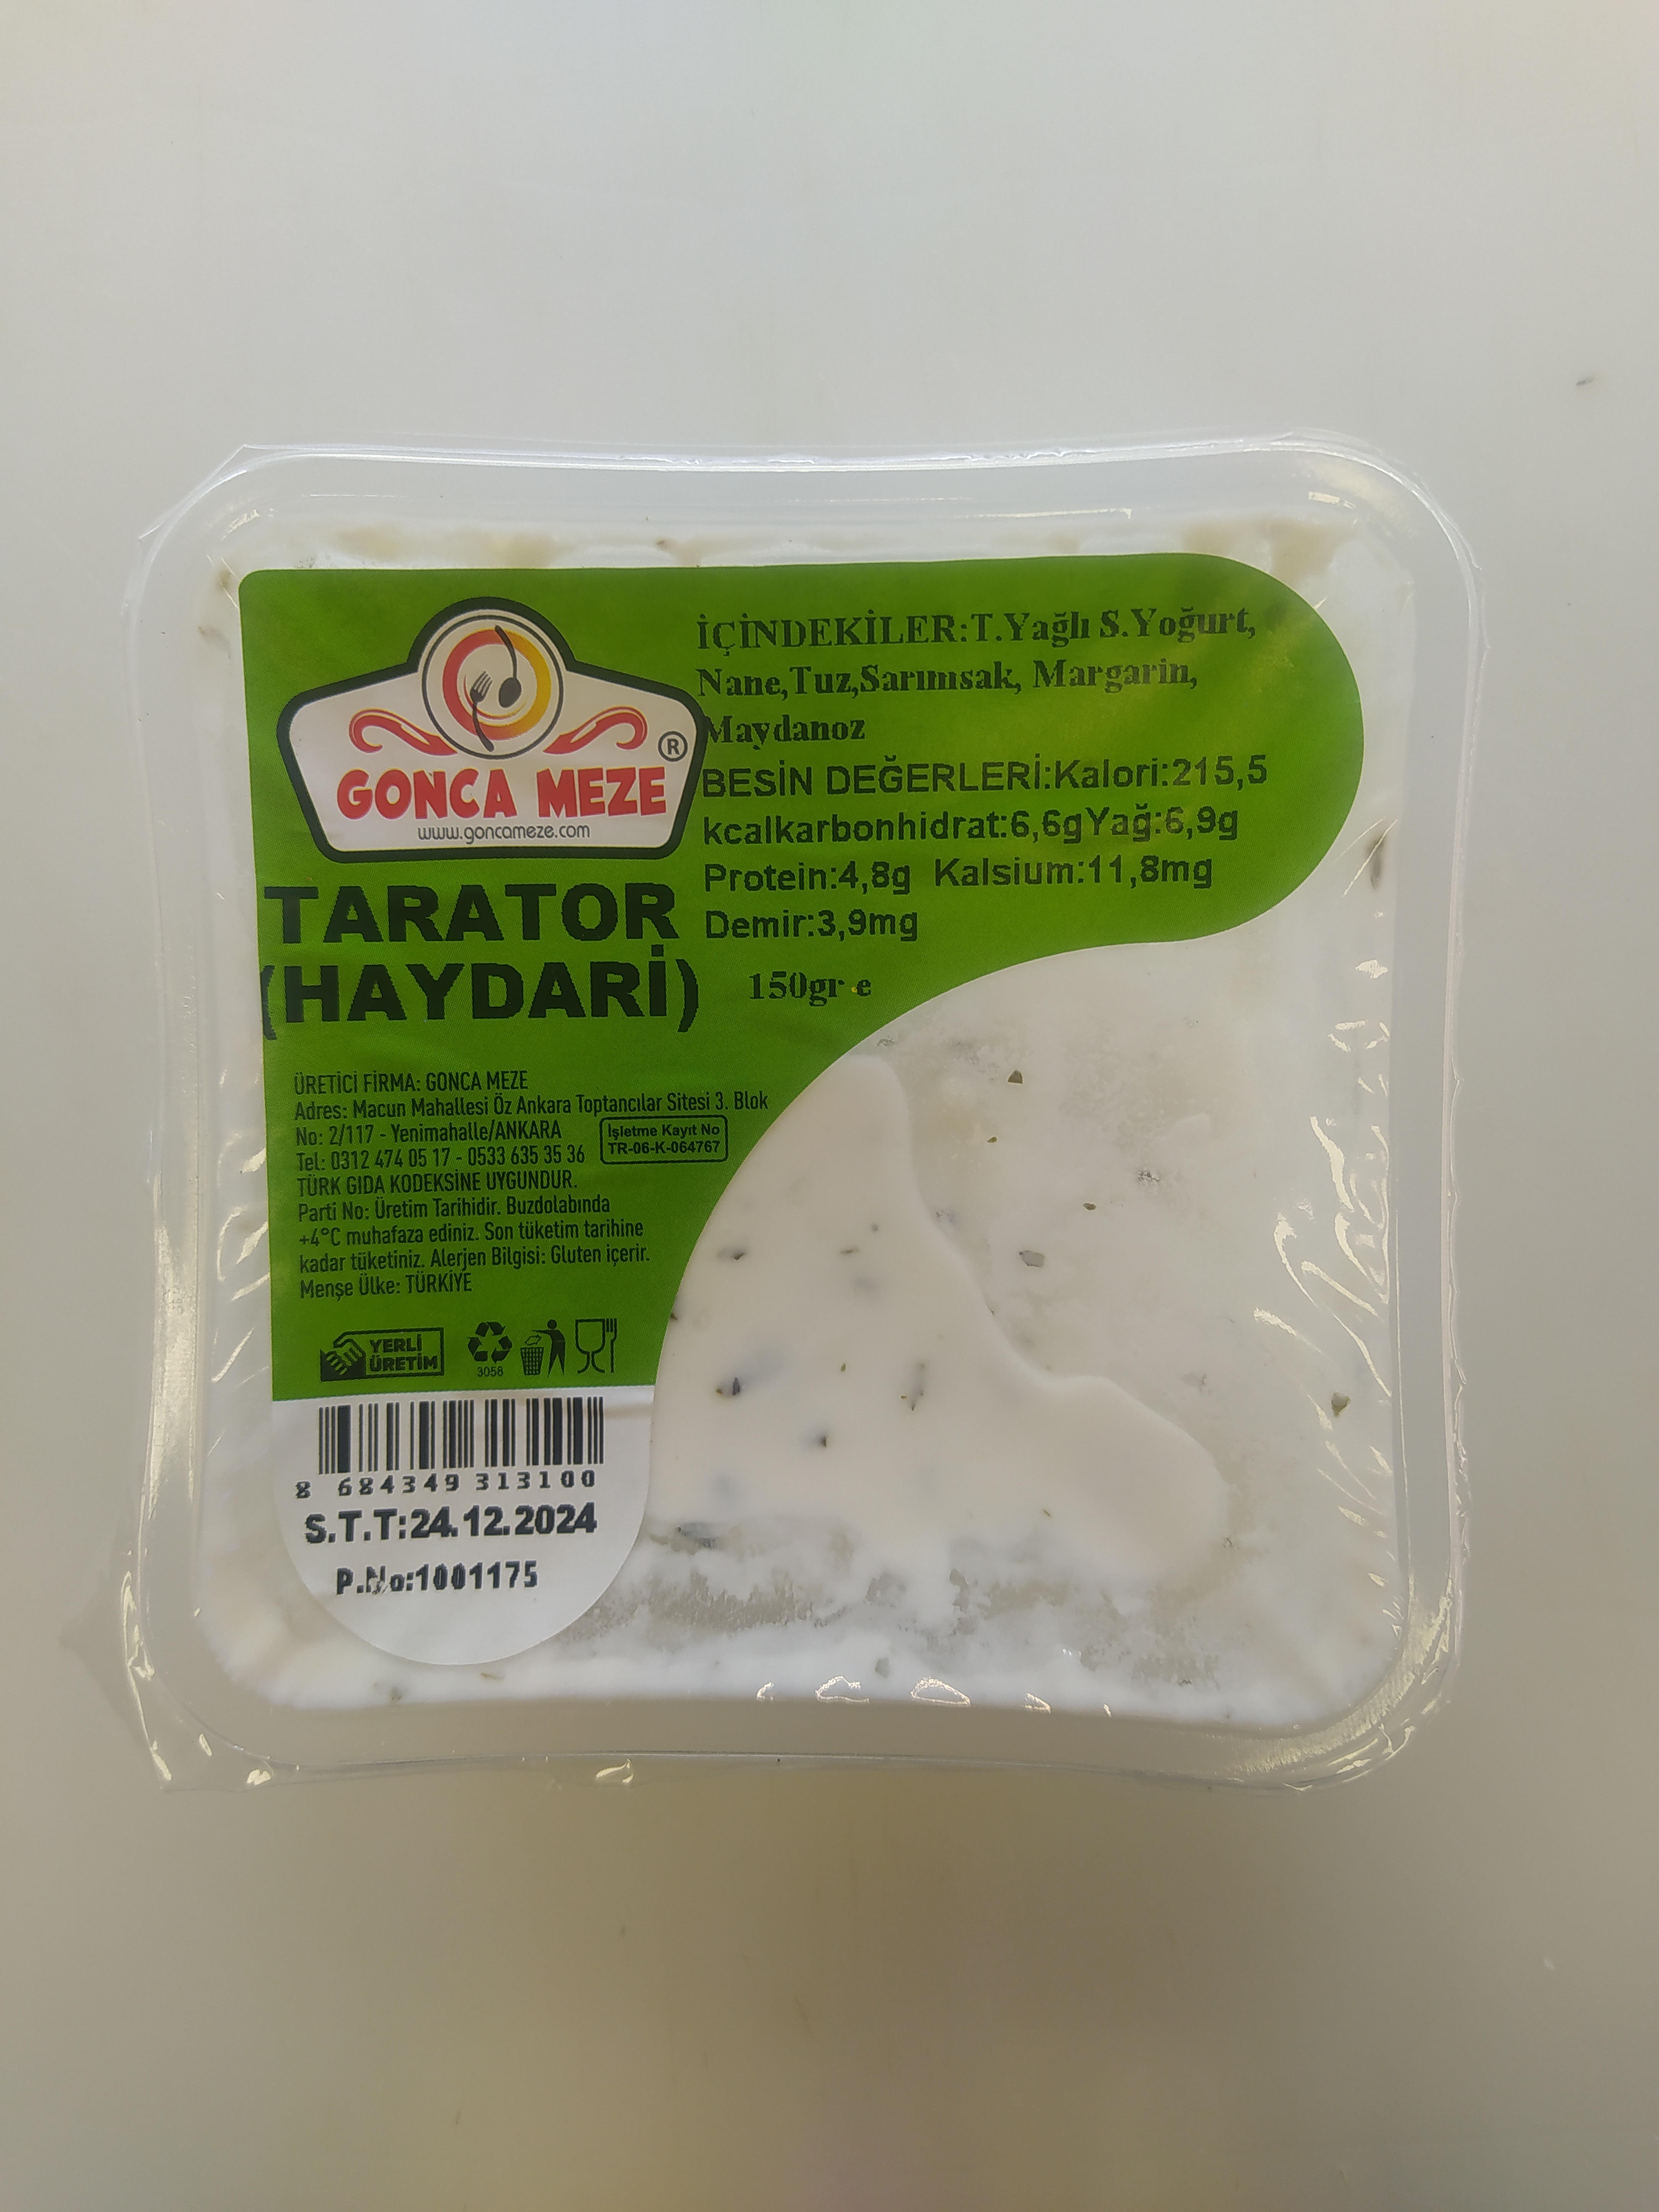 GONCA MEZE ®
www.goncameze.com
TARATOR
(HAYDARİ)
İÇİNDEKİLER:T.Yağlı S.Yoğurt,
Nane,Tuz,Sarımsak, Margarin,
Maydanoz
BESİN DEĞERLERİ:Kalori:215,5
kcalkarbonhidrat:6,6gYağ:6,9g
Protein:4,8g Kalsium:11,8mg
Demir:3,9mg
150gr e
ÜRETİCİ FİRMA: GONCA MEZE
Adres: Macun Mahallesi Öz Ankara Toptancılar Sitesi 3. Blok
No: 2/117 - Yenimahalle/ANKARA
Tel: 0312 474 05 17 - 0533 635 35 36
İşletme Kayıt No
TR-06-K-064767
TÜRK GIDA KODEKSİNE UYGUNDUR.
Parti No: Üretim Tarihidir. Buzdolabında
+4°C muhafaza ediniz. Son tüketim tarihine
kadar tüketiniz. Alerjen Bilgisi: Gluten içerir.
Menşe Ülke: TÜRKİYE
YERLİ
ÜRETİM
3058
8 684349 313100
S.T.T:24.12.2024
P.No:1001175